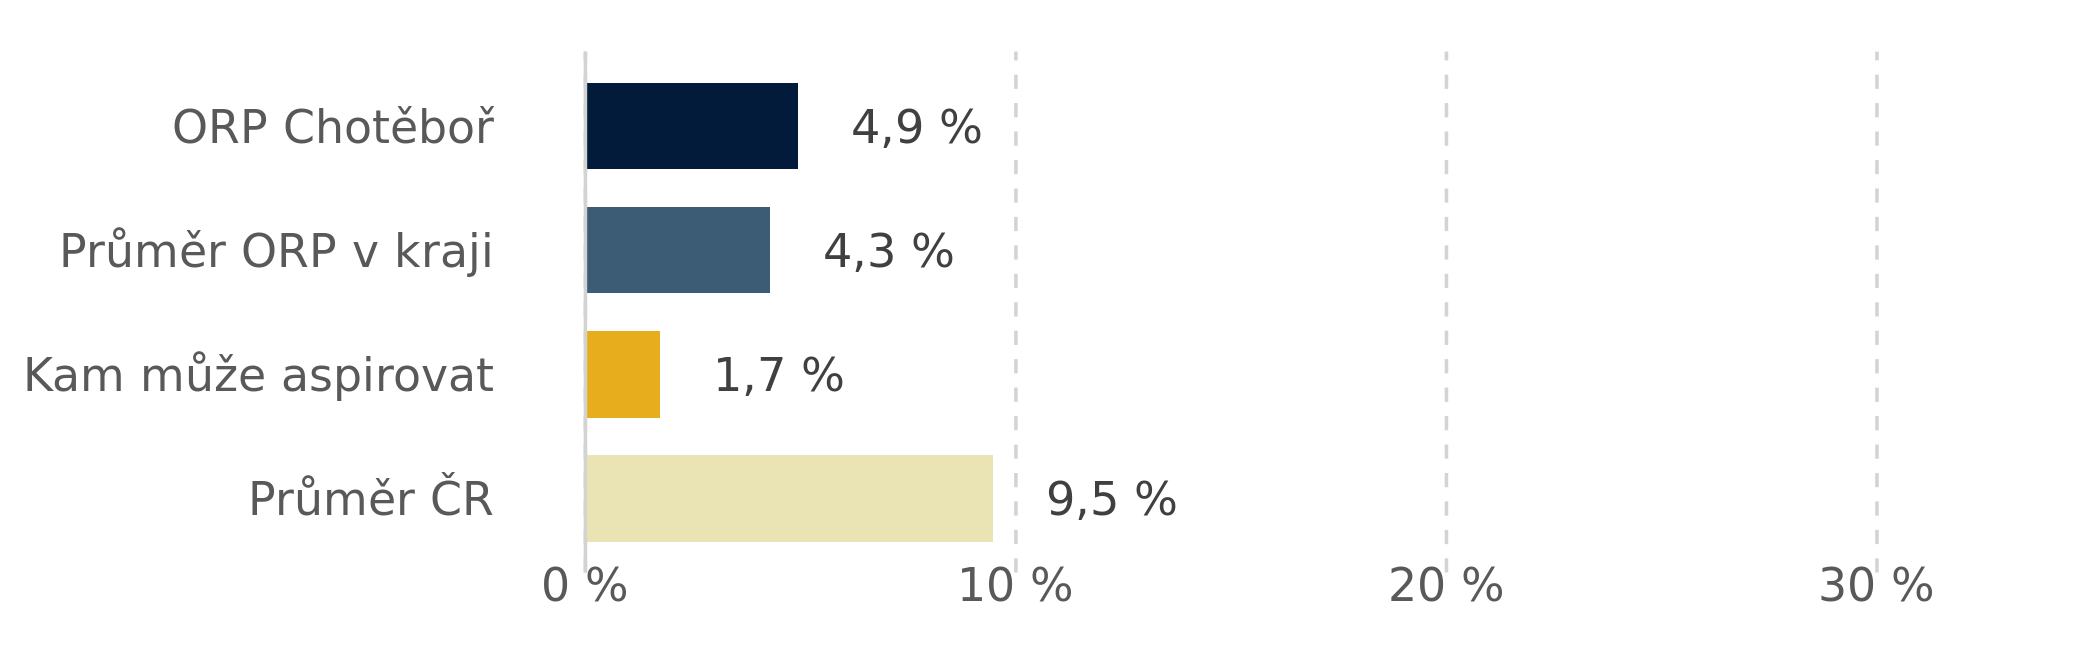 ORP Chotěboř
4,9 %
Průměr ORP v kraji
4,3 %
Kam může aspirovat
1,7 %
Průměr ČR
9,5 %
0 %
10 %
20 %
30 %